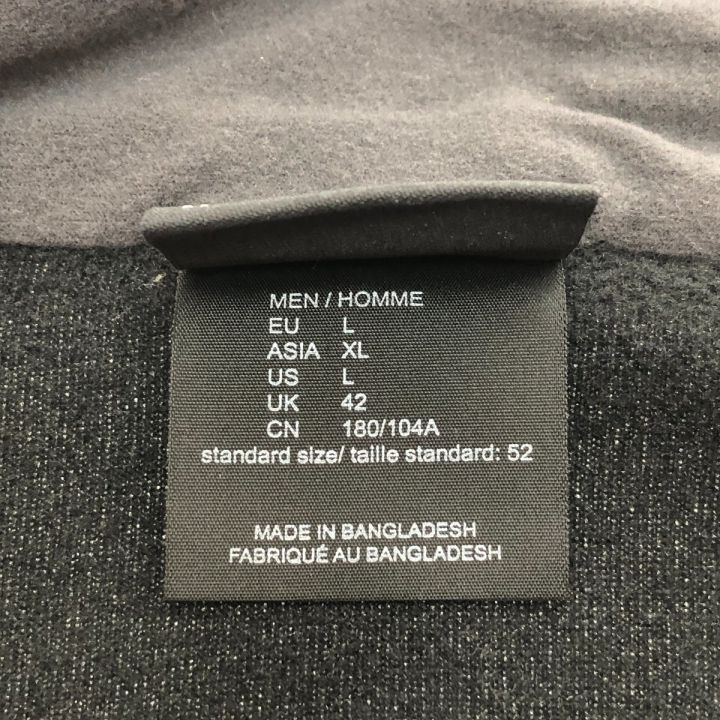 MEN / HOMME
EU L
ASIA XL
US L
UK 42
CN 180/104A
standard size/ taille standard: 52
MADE IN BANGLADESH
FABRIQUÉ AU BANGLADESH